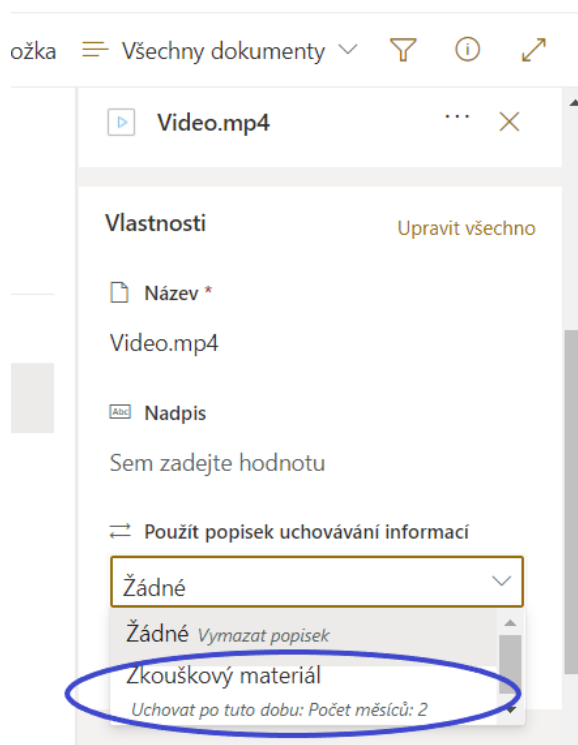 ožka Všechny dokumenty
Video.mp4 ...
Vlastnosti
Upravit všechno
Název *
Video.mp4
Abc Nadpis
Sem zadejte hodnotu
Použít popisek uchovávání informací
Žádné
Žádné Vymazat popisek
Zkouškový materiál
Uchovat po tuto dobu: Počet měsíců: 2